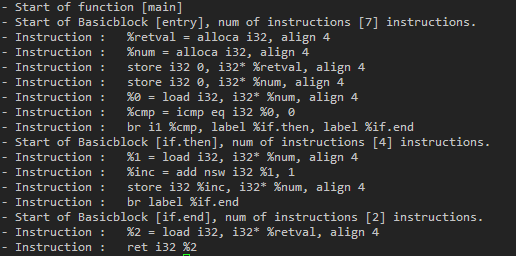 - Start of function [main]
- Start of Basicblock [entry], num of instructions [7] instructions.
- Instruction :   %retval = alloca i32, align 4
- Instruction :   %num = alloca i32, align 4
- Instruction :   store i32 0, i32* %retval, align 4
- Instruction :   store i32 0, i32* %num, align 4
- Instruction :   %0 = load i32, i32* %num, align 4
- Instruction :   %cmp = icmp eq i32 %0, 0
- Instruction :   br i1 %cmp, label %if.then, label %if.end
- Start of Basicblock [if.then], num of instructions [4] instructions.
- Instruction :   %1 = load i32, i32* %num, align 4
- Instruction :   %inc = add nsw i32 %1, 1
- Instruction :   store i32 %inc, i32* %num, align 4
- Instruction :   br label %if.end
- Start of Basicblock [if.end], num of instructions [2] instructions.
- Instruction :   %2 = load i32, i32* %retval, align 4
- Instruction :   ret i32 %2